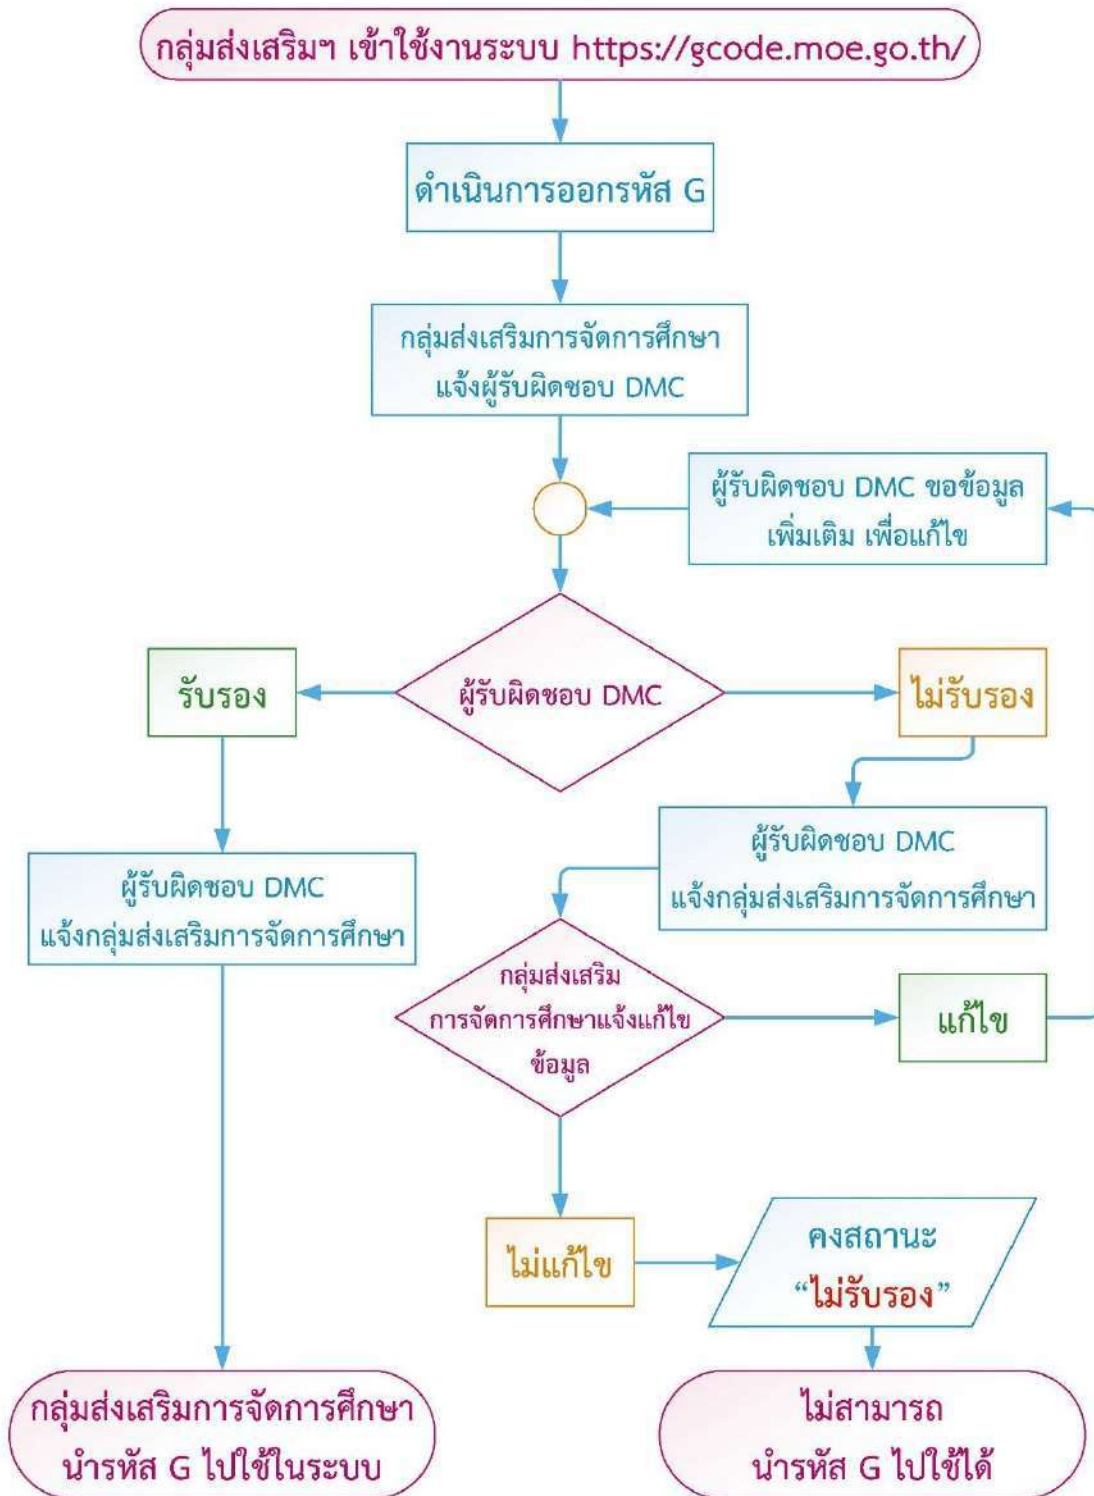 กลุ่มส่งเสริมฯ เข้าใช้งานระบบ https://gcode.moe.go.th/
ดำเนินการออกรหัส G
กลุ่มส่งเสริมการจัดการศึกษา
แจ้งผู้รับผิดชอบ DMC
ผู้รับผิดชอบ DMC ขอข้อมูล
เพิ่มเติม เพื่อแก้ไข
รับรอง
ผู้รับผิดชอบ DMC
ไม่รับรอง
ผู้รับผิดชอบ DMC
แจ้งกลุ่มส่งเสริมการจัดการศึกษา
ผู้รับผิดชอบ DMC
แจ้งกลุ่มส่งเสริมการจัดการศึกษา
กลุ่มส่งเสริม
การจัดการศึกษาแจ้งแก้ไข
ข้อมูล
แก้ไข
ไม่แก้ไข
คงสถานะ
“ไม่รับรอง”
กลุ่มส่งเสริมการจัดการศึกษา
นำรหัส G ไปใช้ในระบบ
ไม่สามารถ
นำรหัส G ไปใช้ได้